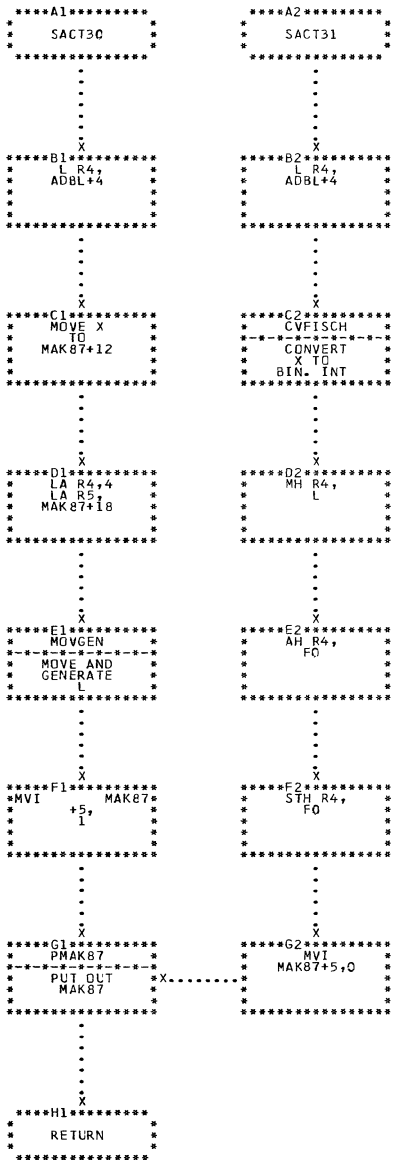 A1
SACT30
A2
SACT31
B1
L R4,
ADBL+4
B2
L R4,
ADBL+4
C1
MOVE X
TO
MAK87+12
C2
CVFISCH
CONVERT
X TO
BIN. INT
D1
LA R4,4
LA R5,
MAK87+18
D2
MH R4,
L
E1
MOVGEN
MOVE AND
GENERATE
L
E2
AH R4,
FO
F1
MVI MAK87
+5,
1
F2
STH R4,
FO
G1
PMAK87
PUT OUT
MAK87
G2
MVI
MAK87+5,0
H1
RETURN